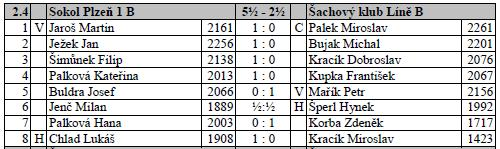 2.4 Sokol Plzeň 1 B 5½ - 2½ Šachový klub Líně B
1 V Jaroš Martin 2161 1 : 0 C Palek Miroslav 2261
2 Ježek Jan 2256 1 : 0 Bujak Michal 2201
3 Šimůnek Filip 2138 1 : 0 Kracík Dobroslav 2076
4 Palková Kateřina 2013 1 : 0 Kupka František 2067
5 Buldra Josef 2066 0 : 1 V Mařík Petr 2156
6 Jenč Milan 1889 ½:½ H Šperl Hynek 1992
7 Palková Hana 2003 0 : 1 Korba Zdeněk 1717
8 H Chlad Lukáš 1908 1 : 0 Kracík Miroslav 1423